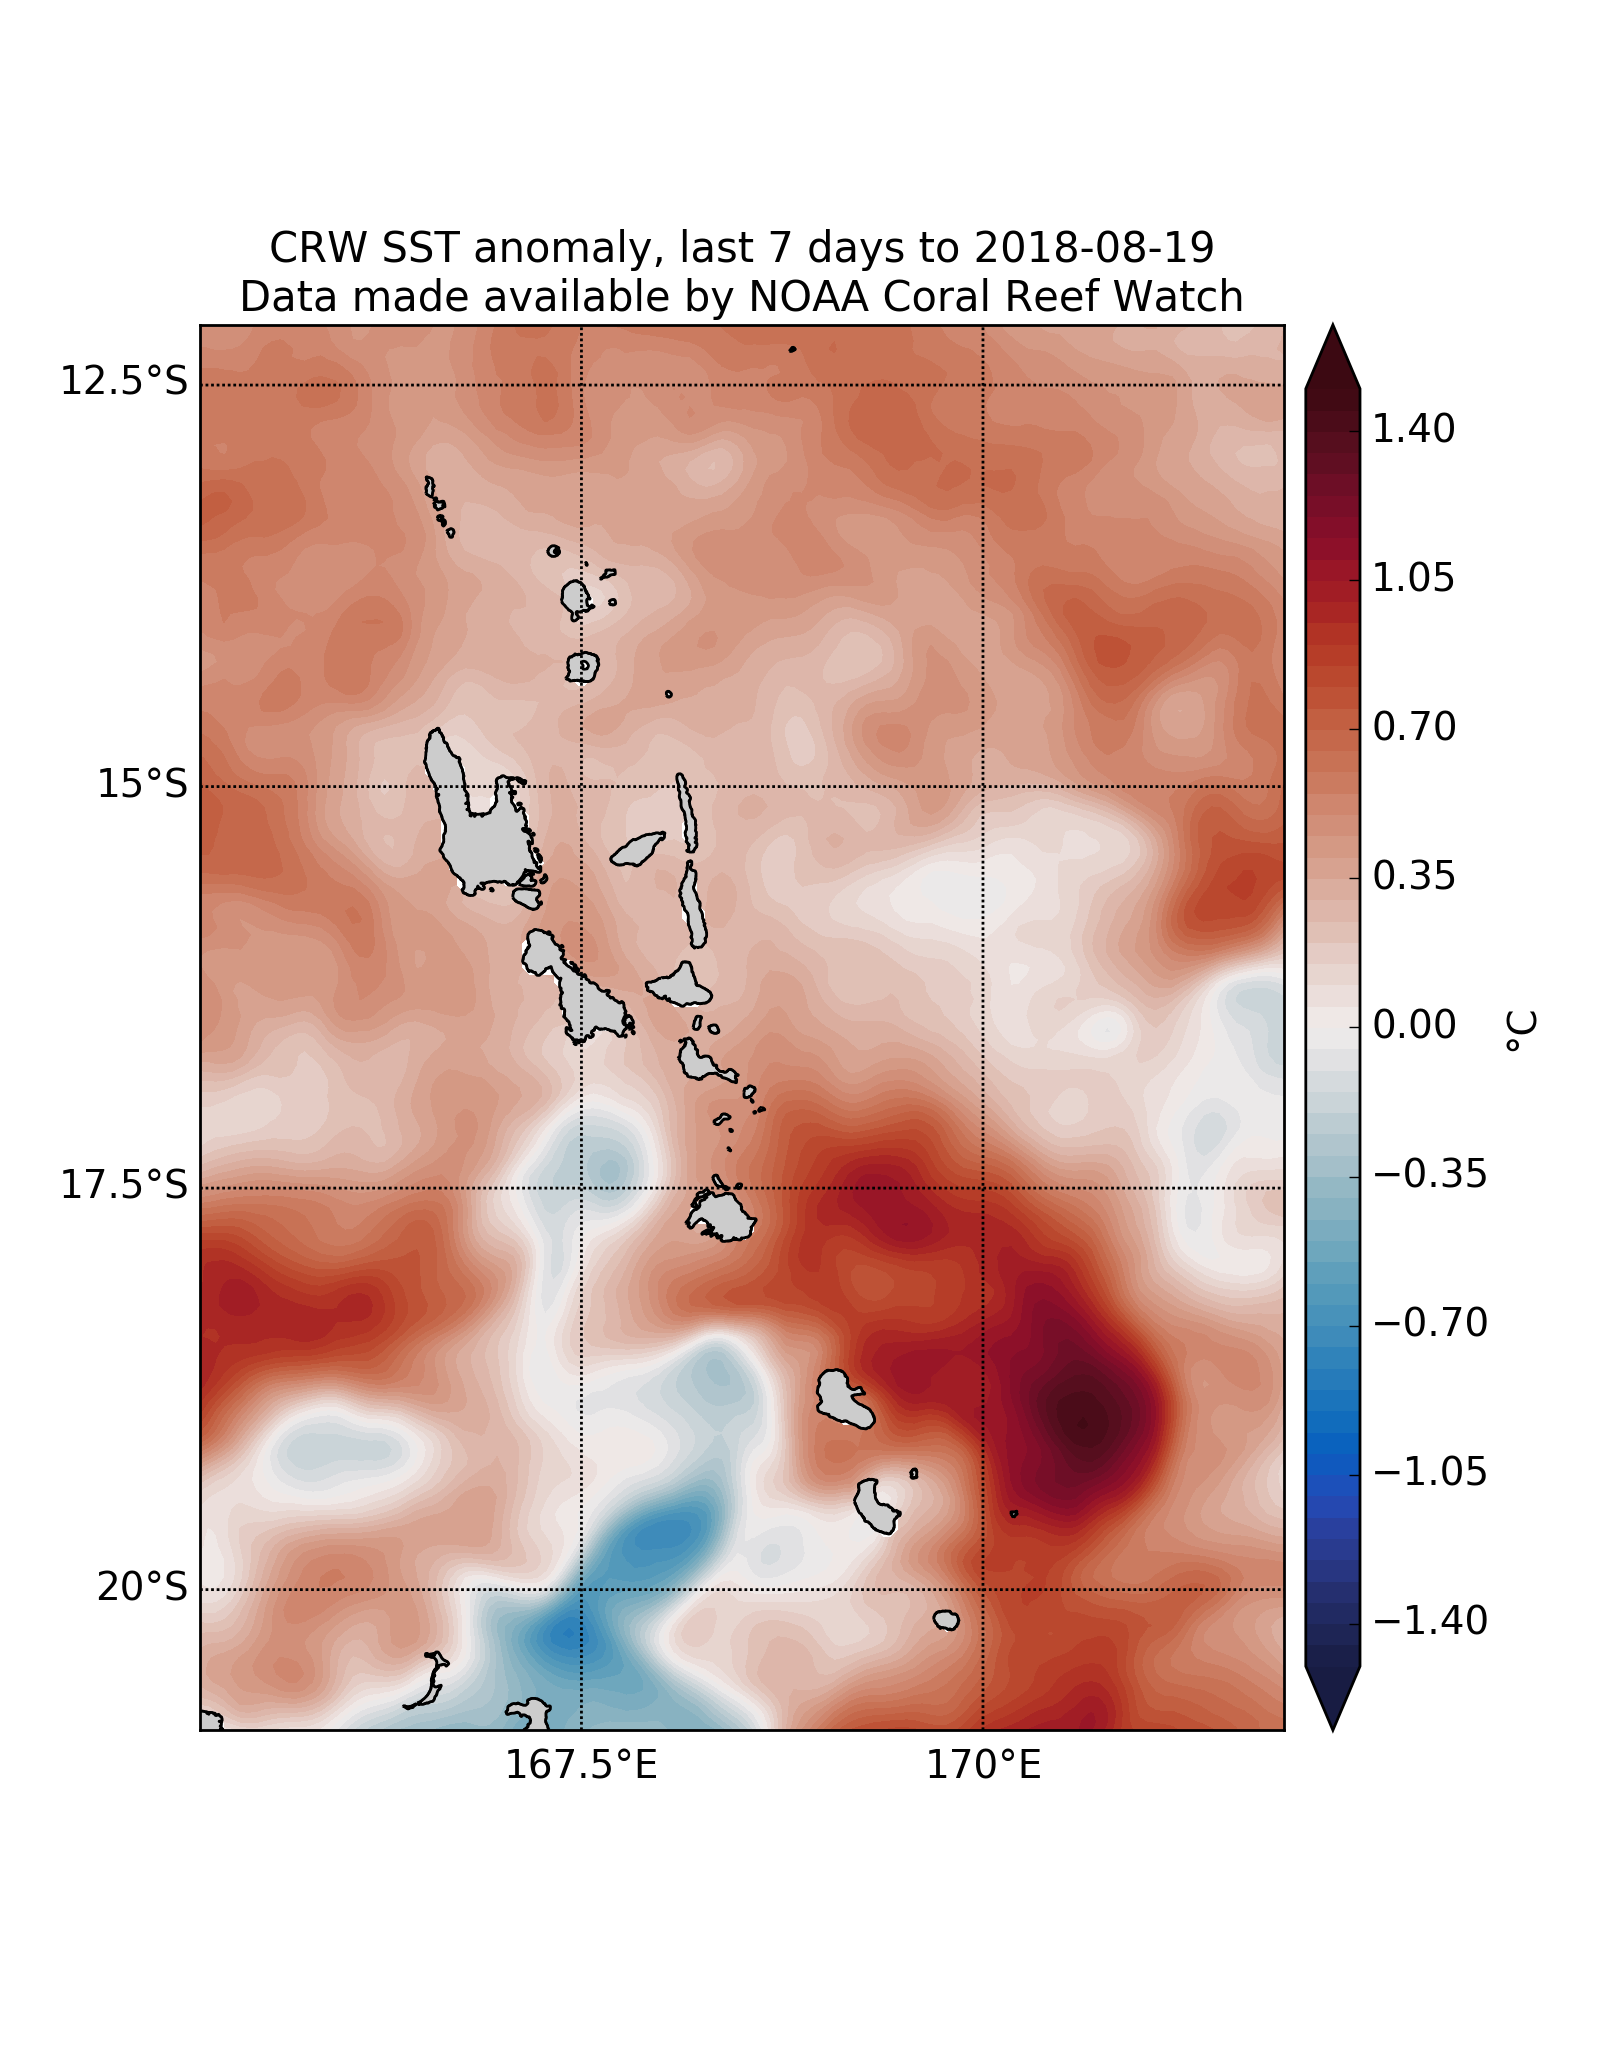 CRW SST anomaly, last 7 days to 2018-08-19
Data made available by NOAA Coral Reef Watch
12.5°S
15°S
17.5°S
20°S
167.5°E
170°E
1.40
1.05
0.70
0.35
0.00
−0.35
−0.70
−1.05
−1.40
°C